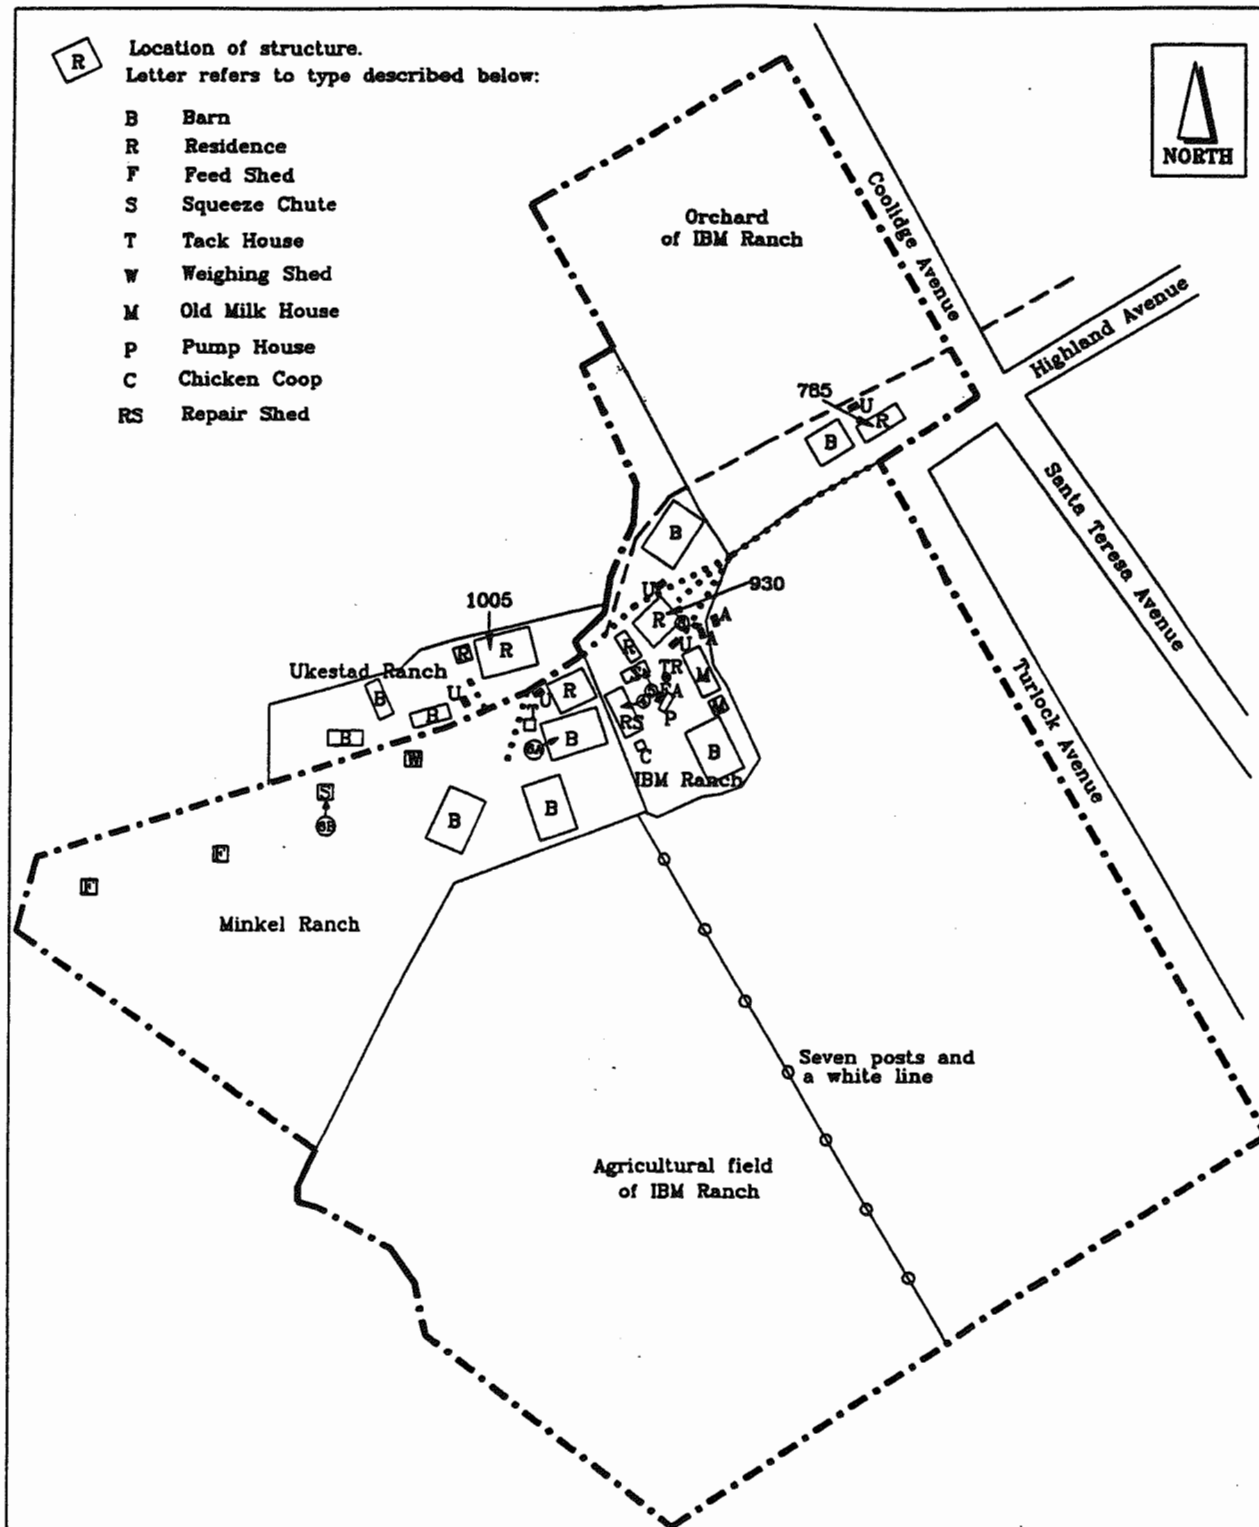 R
Location of structure.
Letter refers to type described below:
B Barn
R Residence
F Feed Shed
S Squeeze Chute
T Tack House
W Weighing Shed
M Old Milk House
P Pump House
C Chicken Coop
RS Repair Shed
NORTH
Orchard
of IBM Ranch
Coolidge Avenue
Highland Avenue
Santa Teresa Avenue
Turlock Avenue
785
U
R
B
B
U
930
R
A
A
U
1005
R
R
Ukestad Ranch
B
U
R
B
W
U
R
T
B
6A
B
B
TR
M
A
RS
P
M
C
B
IBM Ranch
S
6B
F
F
Minkel Ranch
Seven posts and
a white line
Agricultural field
of IBM Ranch